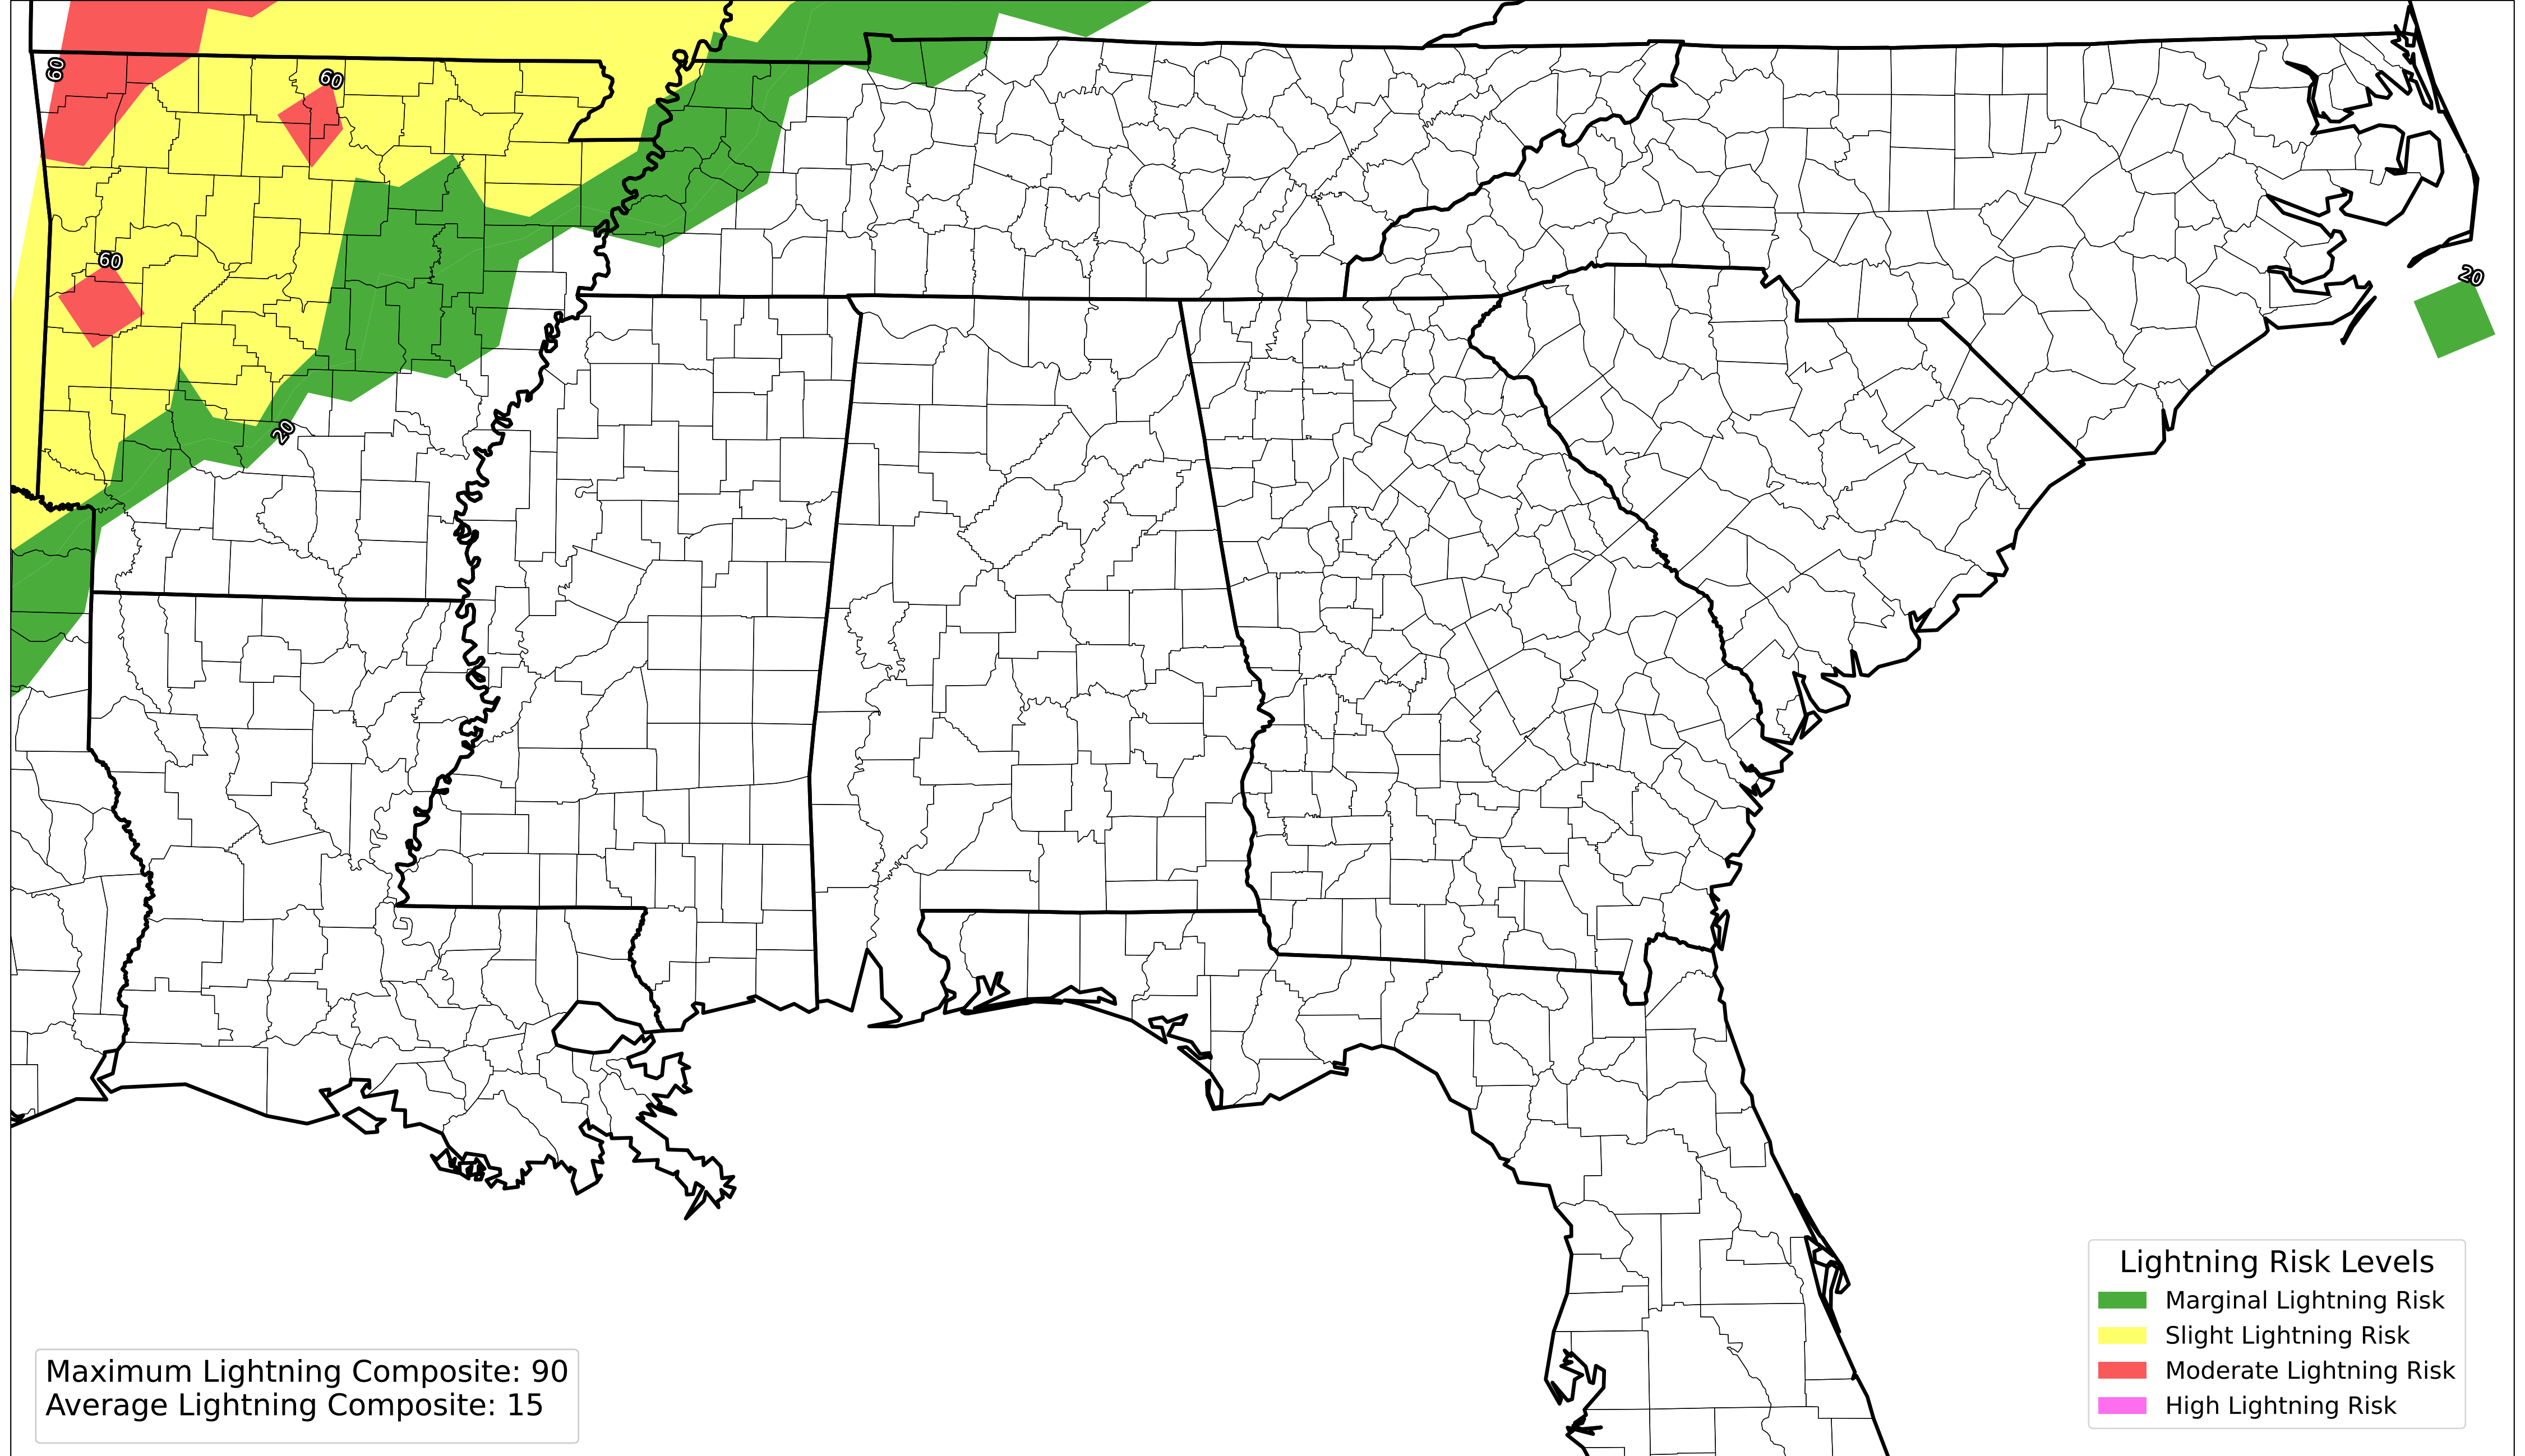 60
60
60
20
20
Maximum Lightning Composite: 90
Average Lightning Composite: 15
Lightning Risk Levels
Marginal Lightning Risk
Slight Lightning Risk
Moderate Lightning Risk
High Lightning Risk